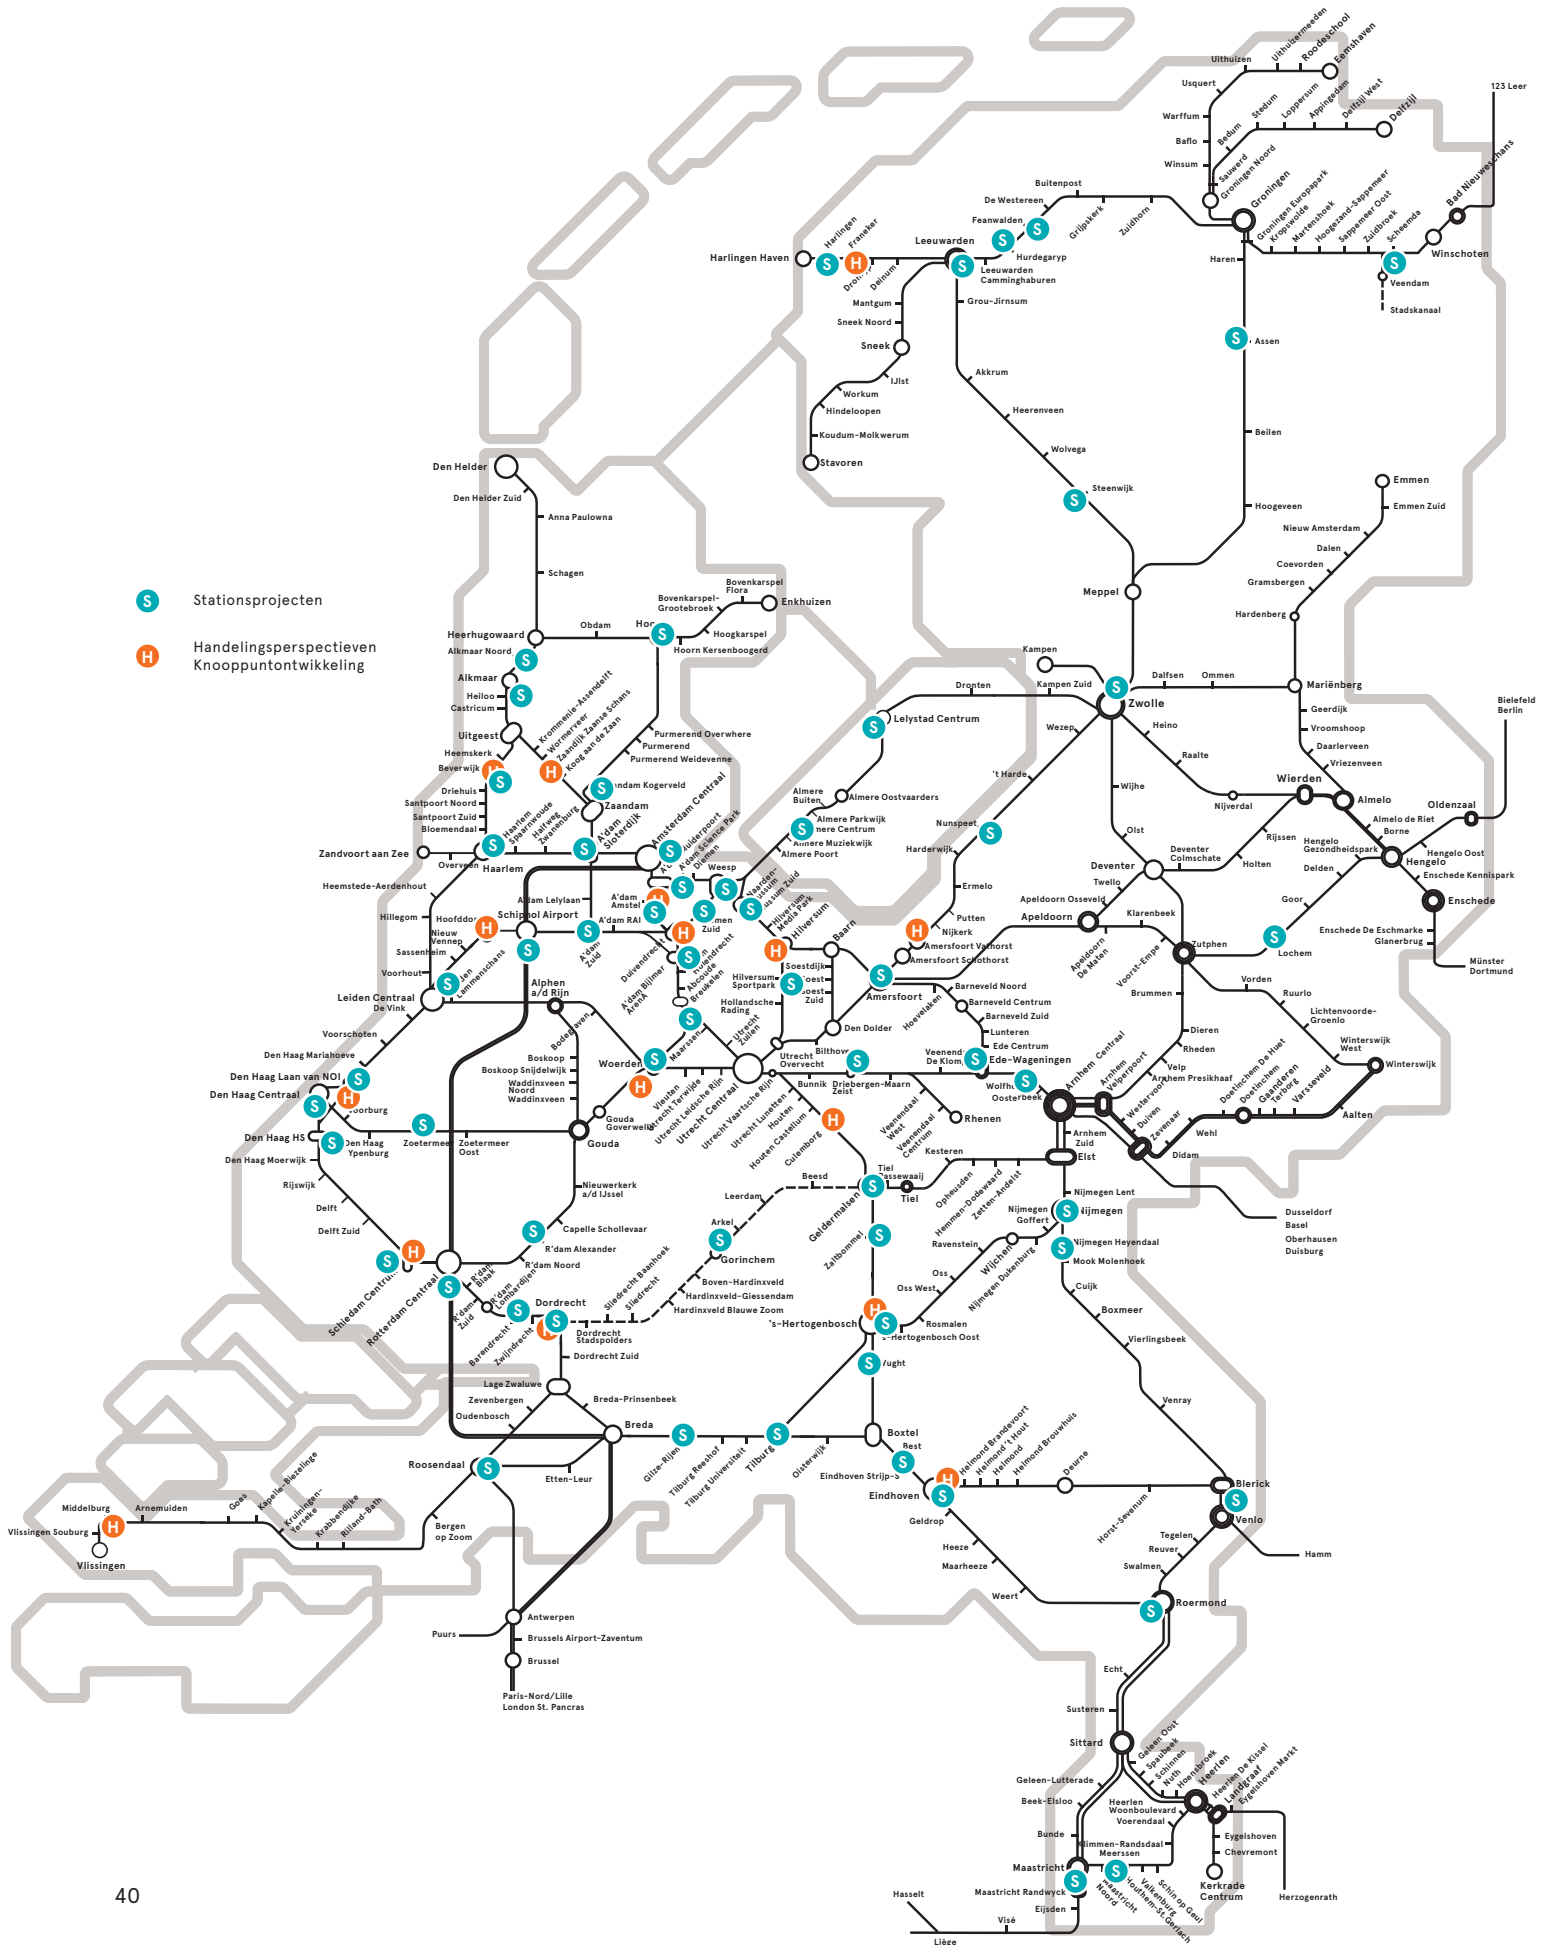 Uithuizermeeden
Roodeschool
Eemshaven
Uithuizen
Usquert
Warffum
Baflo
Winsum
Sauwerd
Groningen Noord
Bedum
Stedum
Loppersum
Appingedam
Delfzijl West
Delfzijl
123 Leer
Bad Nieuweschans
Buitenpost
De Westereen
Feanwalden
Hurdegaryp
Grijpskerk
Zuidhorn
Groningen
Groningen Europapark
Kropswolde
Martenshoek
Hoogezand-Sappemeer
Sappemeer Oost
Zuidbroek
Scheemda
Winschoten
Veendam
Stadskanaal
Haren
Harlingen Haven
Harlingen
Franeker
Deinum
Leeuwarden
Leeuwarden
Camminghaburen
Mantgum
Sneek Noord
Sneek
IJlst
Workum
Hindeloopen
Koudum-Molkwerum
Stavoren
Grou-Jirnsum
Akkrum
Heerenveen
Wolvega
Steenwijk
Assen
Beilen
Hoogeveen
Meppel
Emmen
Emmen Zuid
Nieuw Amsterdam
Dalen
Coevorden
Gramsbergen
Hardenberg
Den Helder
Den Helder Zuid
Anna Paulowna
Schagen
S Stationsprojecten
H Handelingsperspectieven
Knooppuntontwikkeling
Heerhugowaard
Obdam
Bovenkarspel
Flora
Bovenkarspel-
Grootebroek
Enkhuizen
Hoogkarspel
Hoorn Kersenboogerd
Alkmaar Noord
Alkmaar
Heiloo
Castricum
Uitgeest
Heemskerk
Beverwijk
Driehuis
Santpoort Noord
Santpoort Zuid
Bloemendaal
Krommenie-Assendelft
Wormerveer
Zaandijk Zaanse Schans
Koog aan de Zaan
Purmerend Overwhere
Purmerend
Purmerend Weidevenne
Zaandam
Kampen
Kampen Zuid
Dronten
Lelystad Centrum
Zwolle
Dalfsen
Ommen
Mariënberg
Geerdijk
Vroomshoop
Daarlerveen
Vriezenveen
Wierden
Almelo
Almelo de Riet
Borne
Oldenzaal
Bielefeld
Berlin
Hengelo
Gezondheidspark
Hengelo
Hengelo Oost
Enschede Kennispark
Enschede
Enschede De Eschmarke
Glanerbrug
Münster
Dortmund
Delden
Goor
Lochem
Wezep
't Harde
Nunspeet
Harderwijk
Ermelo
Putten
Nijkerk
Heino
Raalte
Nijverdal
Wijhe
Olst
Deventer
Deventer
Colmschate
Holten
Rijssen
Twello
Apeldoorn Osseveld
Apeldoorn
Apeldoorn
De Maten
Klarenbeek
Voorst-Empe
Zutphen
Brummen
Dieren
Rheden
Velp
Arnhem Presikhaaf
Vorden
Ruurlo
Lichtenvoorde-
Groenlo
Winterswijk
West
Winterswijk
Aalten
Varsseveld
Terborg
Gaanderen
Doetinchem
Doetinchem De Huet
Wehl
Didam
Zevenaar
Duiven
Westervoort
Arnhem
Velperpoort
Arnhem Centraal
Arnhem
Zuid
Elst
Nijmegen Lent
Nijmegen
Nijmegen
Goffert
Nijmegen Heyendaal
Mook Molenhoek
Cuijk
Boxmeer
Vierlingsbeek
Venray
Dusseldorf
Basel
Oberhausen
Duisburg
Zandvoort aan Zee
Overveen
Haarlem
Haarlem
Spaarnwoude
Halfweg
Zwanenburg
A'dam
Sloterdijk
Amsterdam Centraal
A'dam Science Park
Diemen
Weesp
Almere
Buiten
Almere Oostvaarders
Almere Parkwijk
Almere Muziekwijk
Almere Poort
Heemstede-Aerdenhout
Hillegom
Nieuw
Vennep
Sassenheim
Voorhout
Schiphol Airport
A'dam Lelylaan
A'dam RAI
A'dam
Amstel
A'dam
Zuid
Duivendrecht
A'dam Bijlmer
ArenA
Abcoude
Breukelen
Maarssen
Utrecht
Zuilen
Hilversum
Media Park
Hilversum
Hilversum
Sportpark
Hollandsche
Rading
Baarn
Soestdijk
Soest
Zuid
Den Dolder
Bilthoven
Utrecht
Overvecht
Amersfoort
Amersfoort Vathorst
Amersfoort Schothorst
Hoevelaken
Barneveld Noord
Barneveld Centrum
Barneveld Zuid
Lunteren
Ede Centrum
Ede-Wageningen
Oosterbeek
Leiden Centraal
De Vink
Voorschoten
Den Haag Mariahoeve
Den Haag Laan van NOI
Den Haag Centraal
Den Haag HS
Den Haag
Ypenburg
Den Haag Moerwijk
Rijswijk
Delft
Delft Zuid
Zoetermeer
Zoetermeer
Oost
Alphen
a/d Rijn
Bodegraven
Boskoop
Boskoop Snijdelwijk
Waddinxveen
Noord
Waddinxveen
Woerden
Gouda
Goverwelle
Gouda
Vleuten
Utrecht Terwijde
Utrecht Leidsche Rijn
Utrecht Centraal
Utrecht Vaartsche Rijn
Utrecht Lunetten
Houten
Houten Castellum
Culemborg
Bunnik
Driebergen-
Zeist
Maarn
Veenendaal
West
Veenendaal
Centrum
Rhenen
Nieuwerkerk
a/d IJssel
Capelle Schollevaar
R'dam Alexander
R'dam Noord
Schiedam Centrum
Rotterdam Centraal
R'dam
Blaak
R'dam
Zuid
R'dam
Lombardijen
Barendrecht
Zwijndrecht
Dordrecht
Dordrecht
Stadspolders
Dordrecht Zuid
Sliedrecht Baanhoek
Sliedrecht
Hardinxveld Blauwe Zoom
Hardinxveld-Giessendam
Boven-Hardinxveld
Gorinchem
Arkel
Leerdam
Beesd
Geldermalsen
Tiel
Passewaaij
Tiel
Kesteren
Opheusden
Hemmen-Dodewaard
Zetten-Andelst
Zaltbommel
's-Hertogenbosch
's-Hertogenbosch Oost
Rosmalen
Oss West
Oss
Ravenstein
Wijchen
Nijmegen Dukenburg
Vught
Boxtel
Best
Eindhoven
Geldrop
Heeze
Maarheeze
Weert
Helmond Brandevoort
Helmond 't Hout
Helmond
Helmond Brouwhuis
Deurne
Horst-Sevenum
Blerick
Venlo
Tegelen
Reuver
Swalmen
Roermond
Hamm
Lage Zwaluwe
Zevenbergen
Oudenbosch
Breda-Prinsenbeek
Breda
Roosendaal
Etten-Leur
Gilze-Rijen
Tilburg Reeshof
Tilburg Universiteit
Tilburg
Oisterwijk
Bergen
op Zoom
Rilland-Bath
Krabbendijke
Kruiningen-
Yerseke
Kapelle-Biezelinge
Goes
Arnemuiden
Middelburg
Vlissingen Souburg
Vlissingen
Antwerpen
Puurs
Brussels Airport-Zaventum
Brussel
Paris-Nord/Lille
London St. Pancras
Echt
Susteren
Sittard
Geleen Oost
Spaubeek
Schinnen
Nuth
Hoensbroek
Heerlen
Heerlen De Kissel
Landgraaf
Eygelshoven Markt
Geleen-Lutterade
Beek-Elsloo
Bunde
Heerlen
Woonboulevard
Voerendaal
Klimmen-Randsdaal
Meerssen
Maastricht
Maastricht Randwyck
Maastricht
Noord
Houthem-St.Gerlach
Valkenburg
Schin op Geul
Eijsden
Eygelshoven
Chevremont
Kerkrade
Centrum
Herzogenrath
Hasselt
Visé
Liège
40